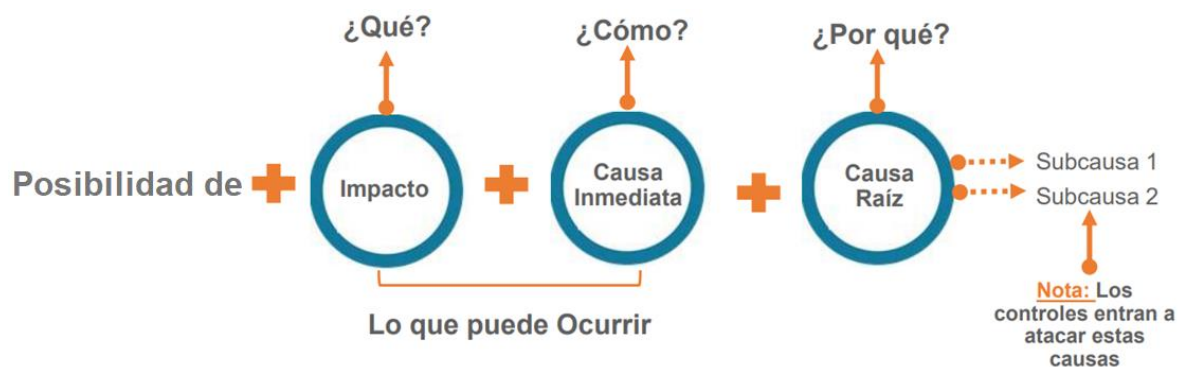 ¿Qué?
¿Cómo?
¿Por qué?
Posibilidad de
Impacto
Causa
Inmediata
Causa
Raíz
Subcausa 1
Subcausa 2
Lo que puede Ocurrir
Nota: Los
controles entran a
atacar estas
causas